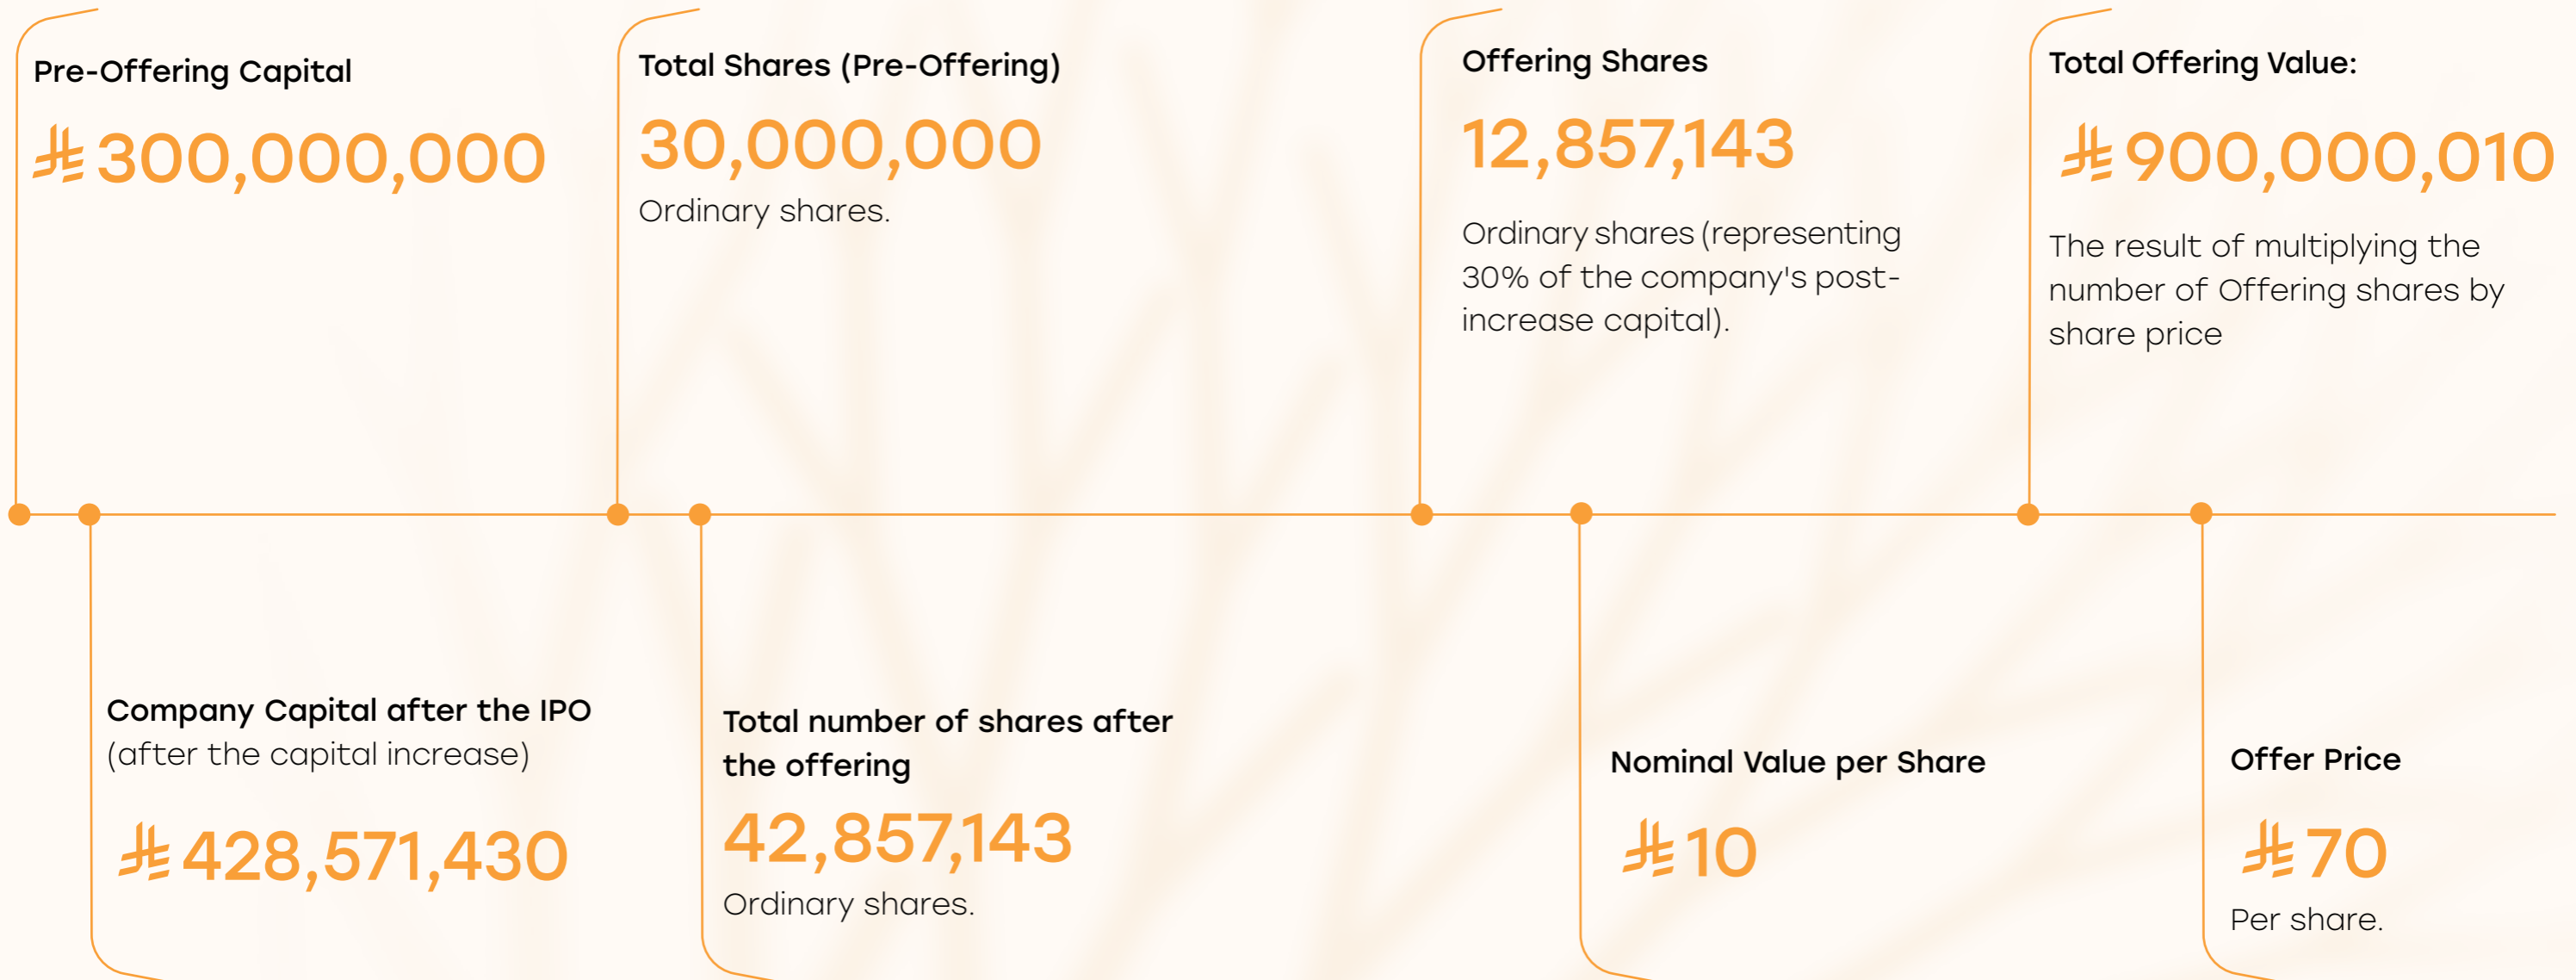 Pre-Offering Capital
⃁ 300,000,000
Total Shares (Pre-Offering)
30,000,000
Ordinary shares.
Offering Shares
12,857,143
Ordinary shares (representing
30% of the company's post-
increase capital).
Total Offering Value:
⃁ 900,000,010
The result of multiplying the
number of Offering shares by
share price
Company Capital after the IPO
(after the capital increase)
⃁ 428,571,430
Total number of shares after
the offering
42,857,143
Ordinary shares.
Nominal Value per Share
⃁ 10
Offer Price
⃁ 70
Per share.